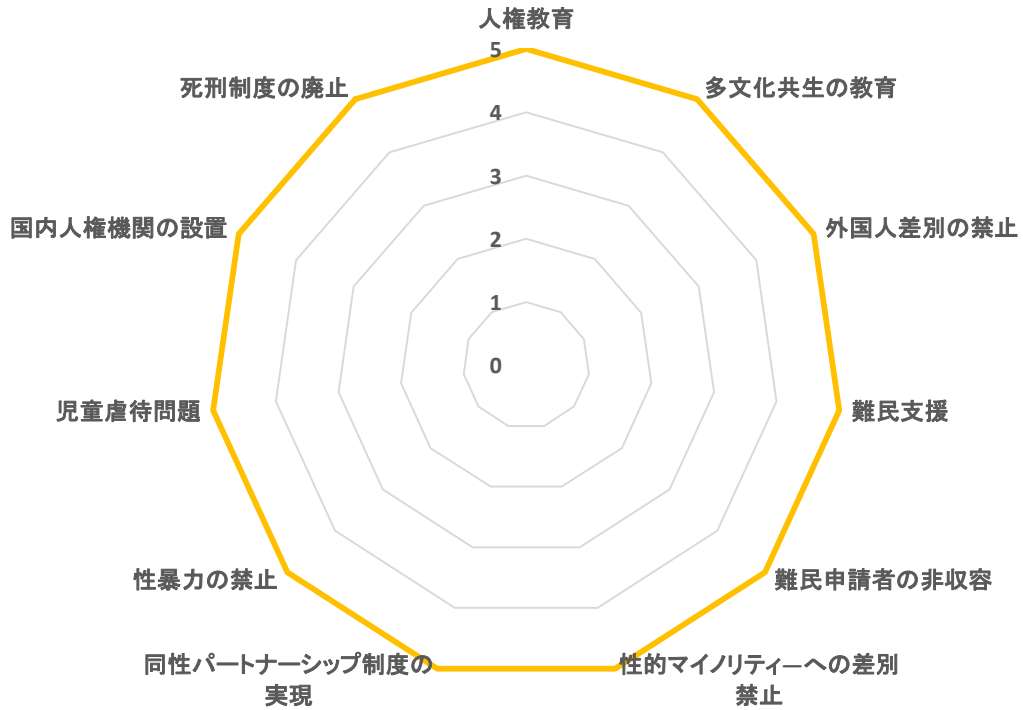 人権教育
多文化共生の教育
外国人差別の禁止
難民支援
難民申請者の非収容
性的マイノリティーへの差別
禁止
同性パートナーシップ制度の
実現
性暴力の禁止
児童虐待問題
国内人権機関の設置
死刑制度の廃止
5
4
3
2
1
0